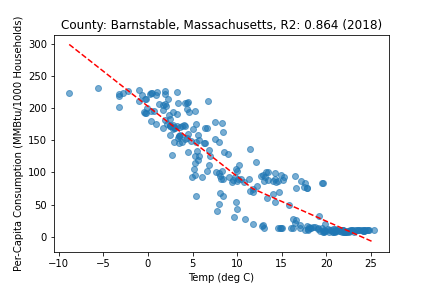 County: Barnstable, Massachusetts, R2: 0.864 (2018)
Per-Capita Consumption (MMBtu/1000 Households)
300
250
200
150
100
50
0
−10 −5 0 5 10 15 20 25
Temp (deg C)